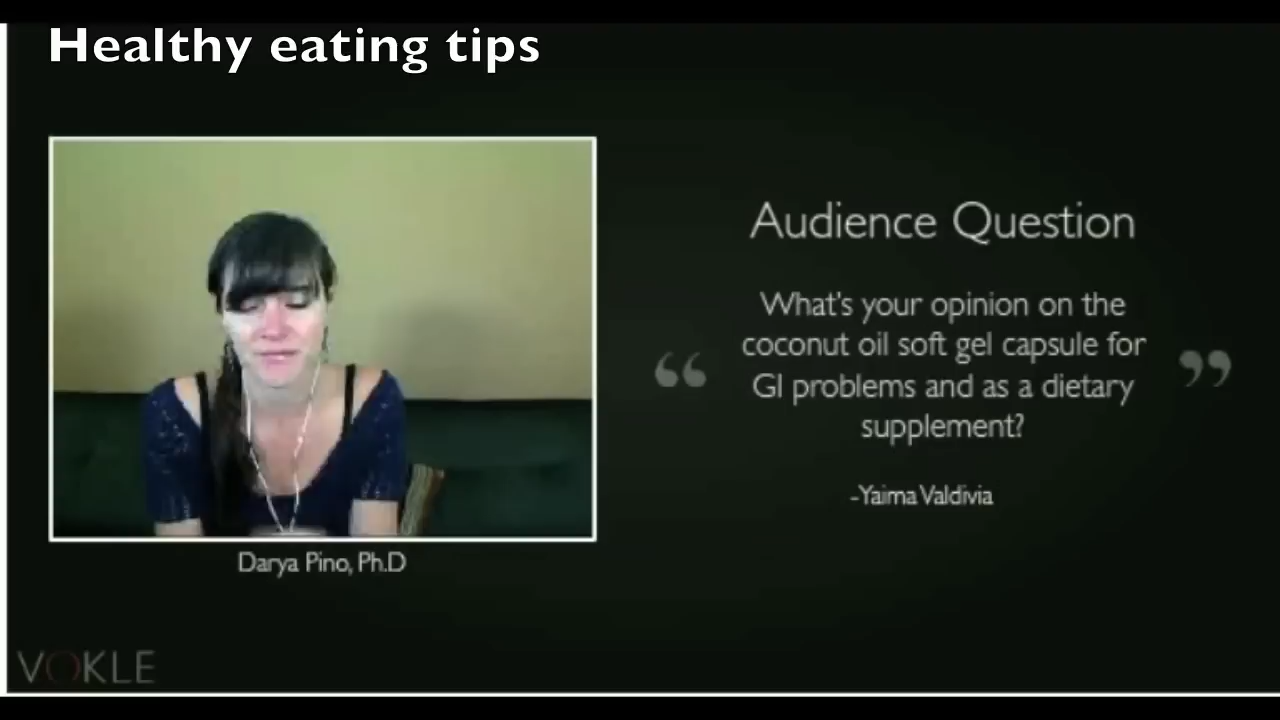 Healthy eating tips
Audience Question
“ What's your opinion on the
coconut oil soft gel capsule for
GI problems and as a dietary
supplement? ”
-Yaima Valdivia
Darya Pino, Ph.D
VOKLE